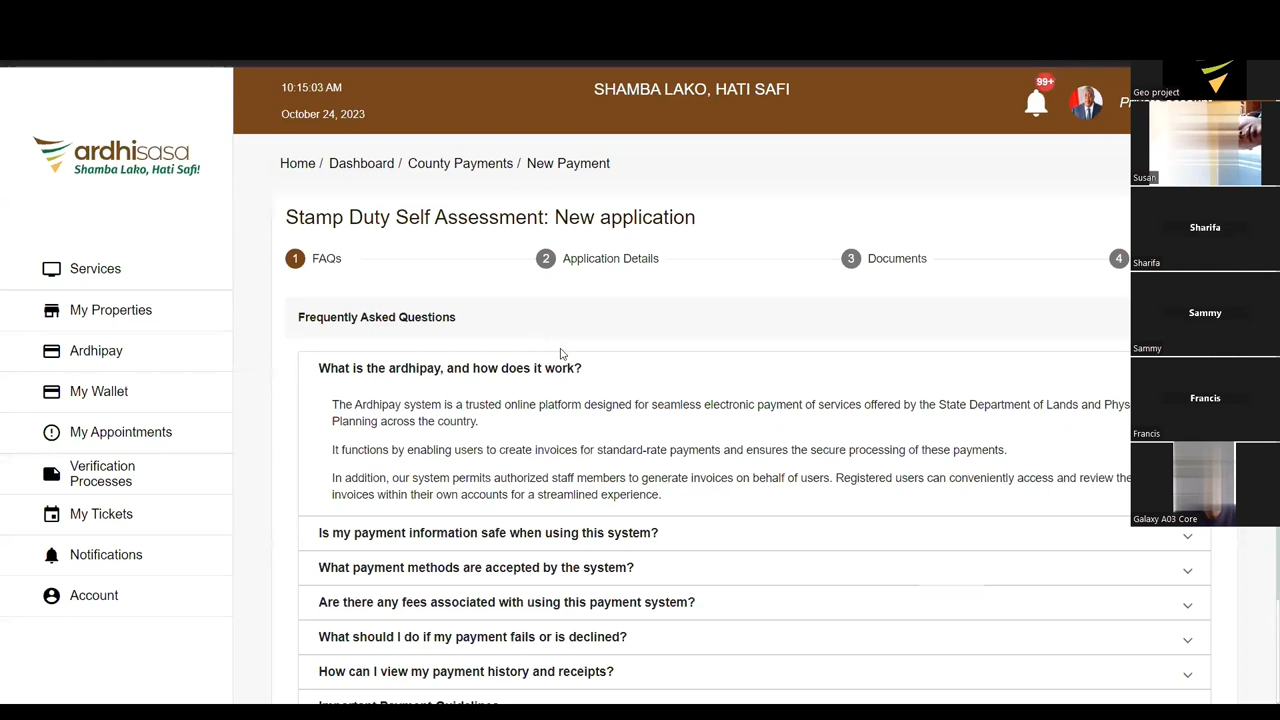 10:15:03 AM
October 24, 2023
SHAMBA LAKO, HATI SAFI
99+
ardhisasa
Shamba Lako, Hati Safi!
Services
My Properties
Ardhipay
My Wallet
My Appointments
Verification
Processes
My Tickets
Notifications
Account
Home / Dashboard / County Payments / New Payment
Stamp Duty Self Assessment: New application
1 FAQs
2 Application Details
3 Documents
4
Frequently Asked Questions
What is the ardhipay, and how does it work?
The Ardhipay system is a trusted online platform designed for seamless electronic payment of services offered by the State Department of Lands and Phys
Planning across the country.
It functions by enabling users to create invoices for standard-rate payments and ensures the secure processing of these payments.
In addition, our system permits authorized staff members to generate invoices on behalf of users. Registered users can conveniently access and review the
invoices within their own accounts for a streamlined experience.
Is my payment information safe when using this system?
What payment methods are accepted by the system?
Are there any fees associated with using this payment system?
What should I do if my payment fails or is declined?
How can I view my payment history and receipts?
Important Payment Guidelines
Geo project
Susan
Sharifa
Sharifa
Sammy
Sammy
Francis
Francis
Galaxy A03 Core